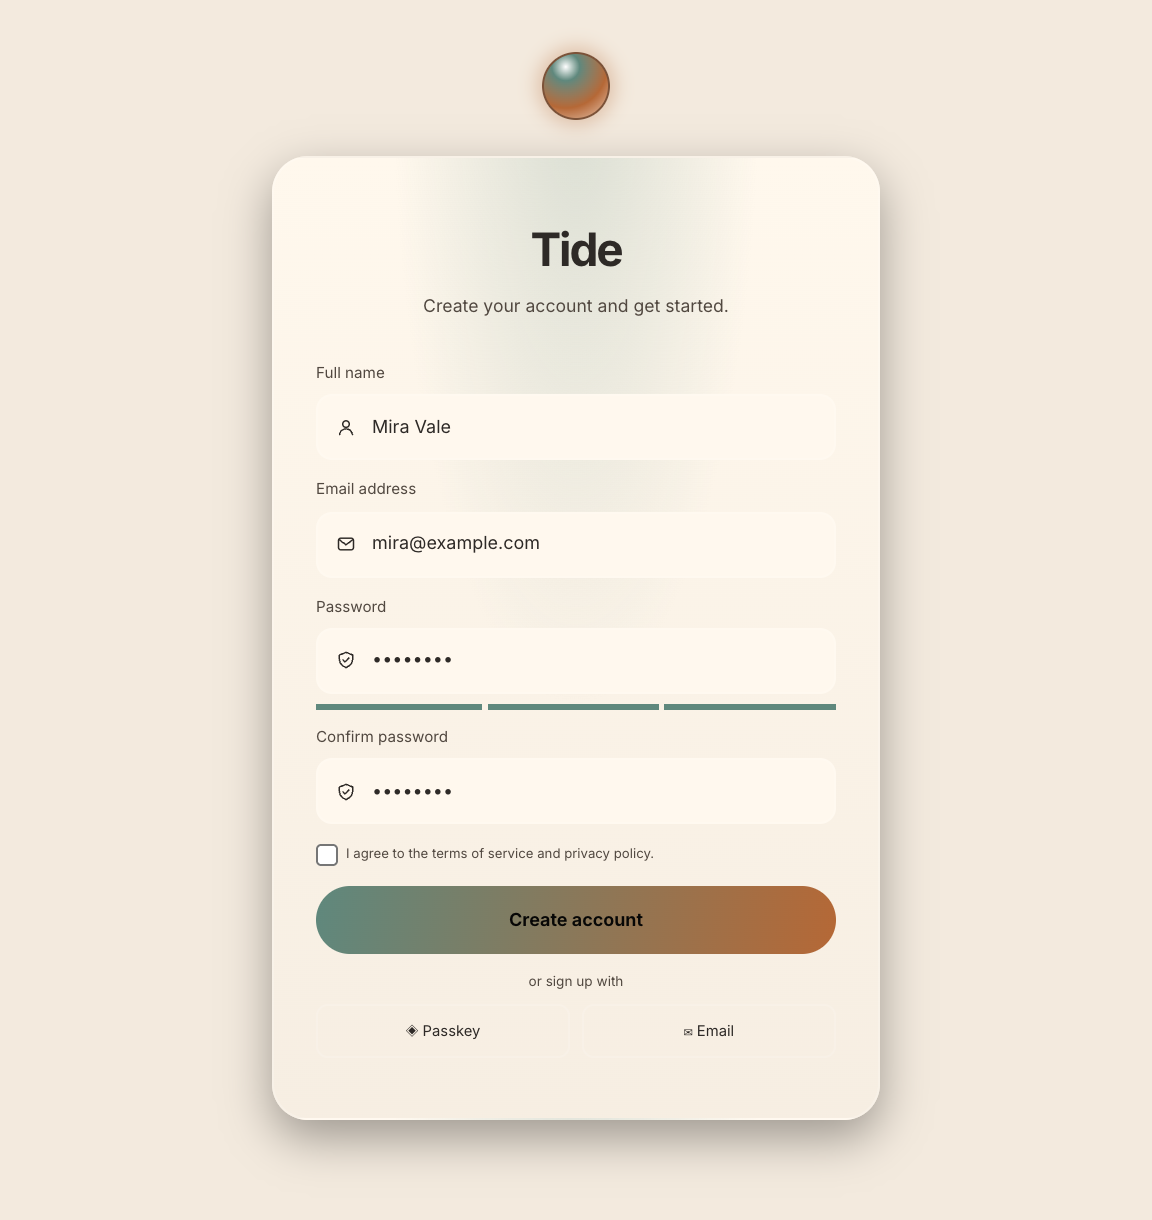 Tide
Create your account and get started.
Full name
Mira Vale
Email address
mira@example.com
Password
••••••••
Confirm password
••••••••
I agree to the terms of service and privacy policy.
Create account
or sign up with
◈ Passkey
✉ Email